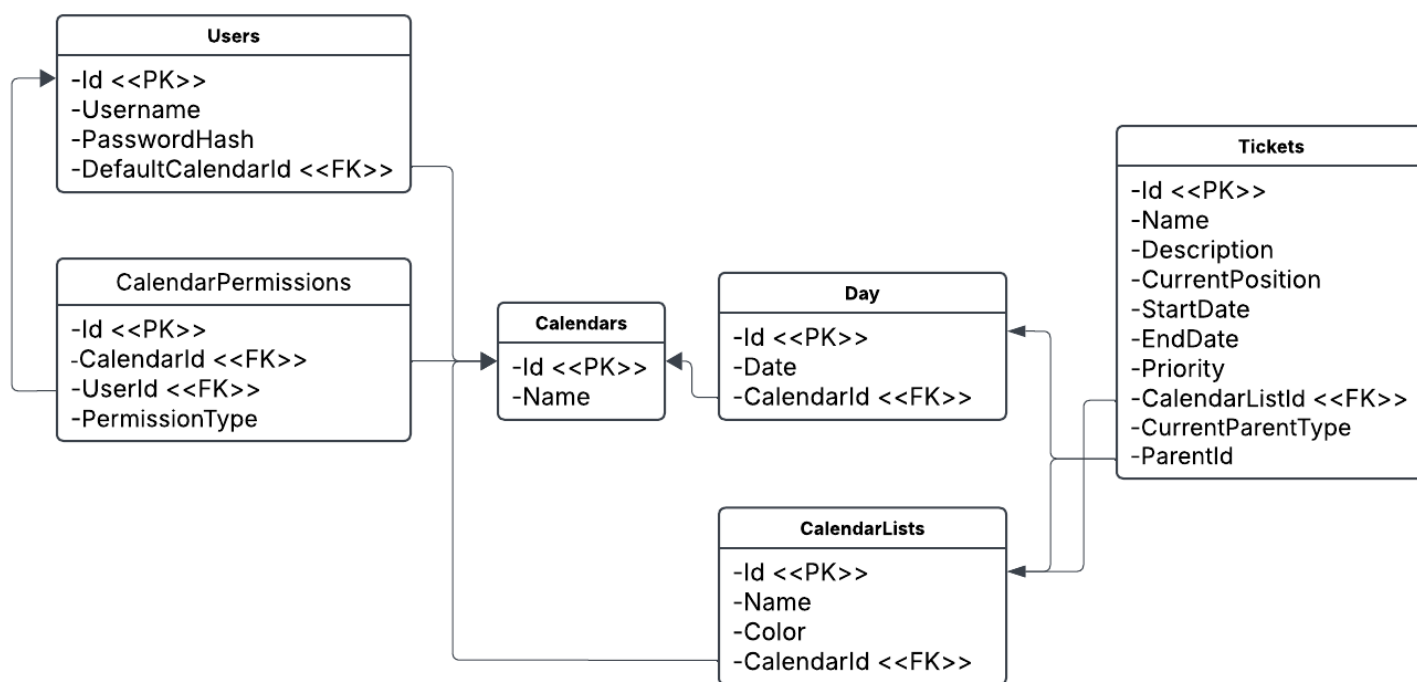 Users
-Id <<PK>>
-Username
-PasswordHash
-DefaultCalendarId <<FK>>
CalendarPermissions
-Id <<PK>>
-CalendarId <<FK>>
-UserId <<FK>>
-PermissionType
Calendars
-Id <<PK>>
-Name
Day
-Id <<PK>>
-Date
-CalendarId <<FK>>
CalendarLists
-Id <<PK>>
-Name
-Color
-CalendarId <<FK>>
Tickets
-Id <<PK>>
-Name
-Description
-CurrentPosition
-StartDate
-EndDate
-Priority
-CalendarListId <<FK>>
-CurrentParentType
-ParentId